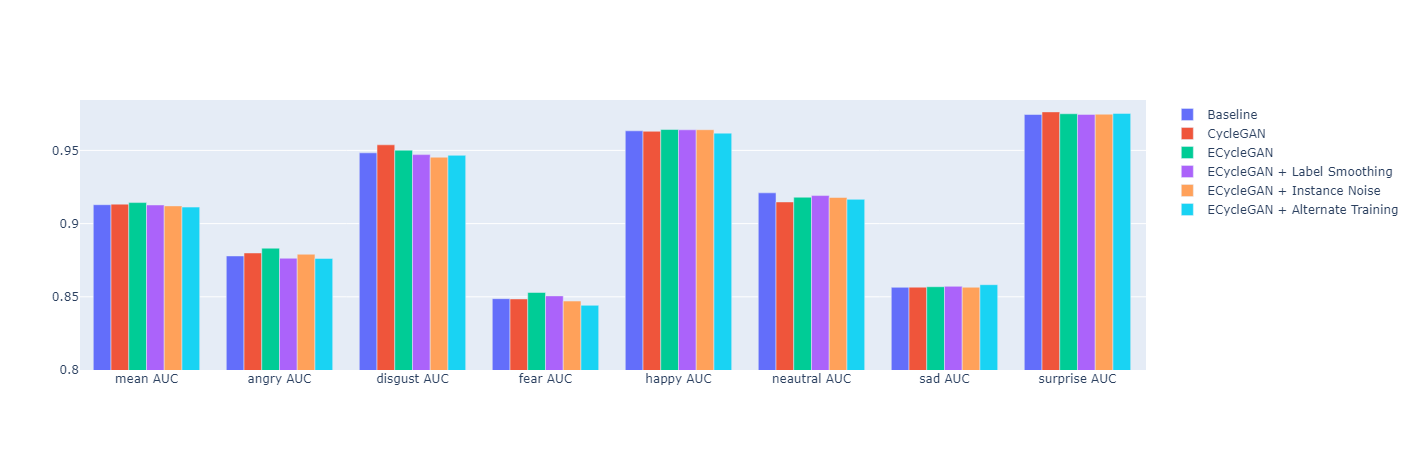 0.95
0.9
0.85
0.8
mean AUC
angry AUC
disgust AUC
fear AUC
happy AUC
neautral AUC
sad AUC
surprise AUC
Baseline
CycleGAN
ECycleGAN
ECycleGAN + Label Smoothing
ECycleGAN + Instance Noise
ECycleGAN + Alternate Training